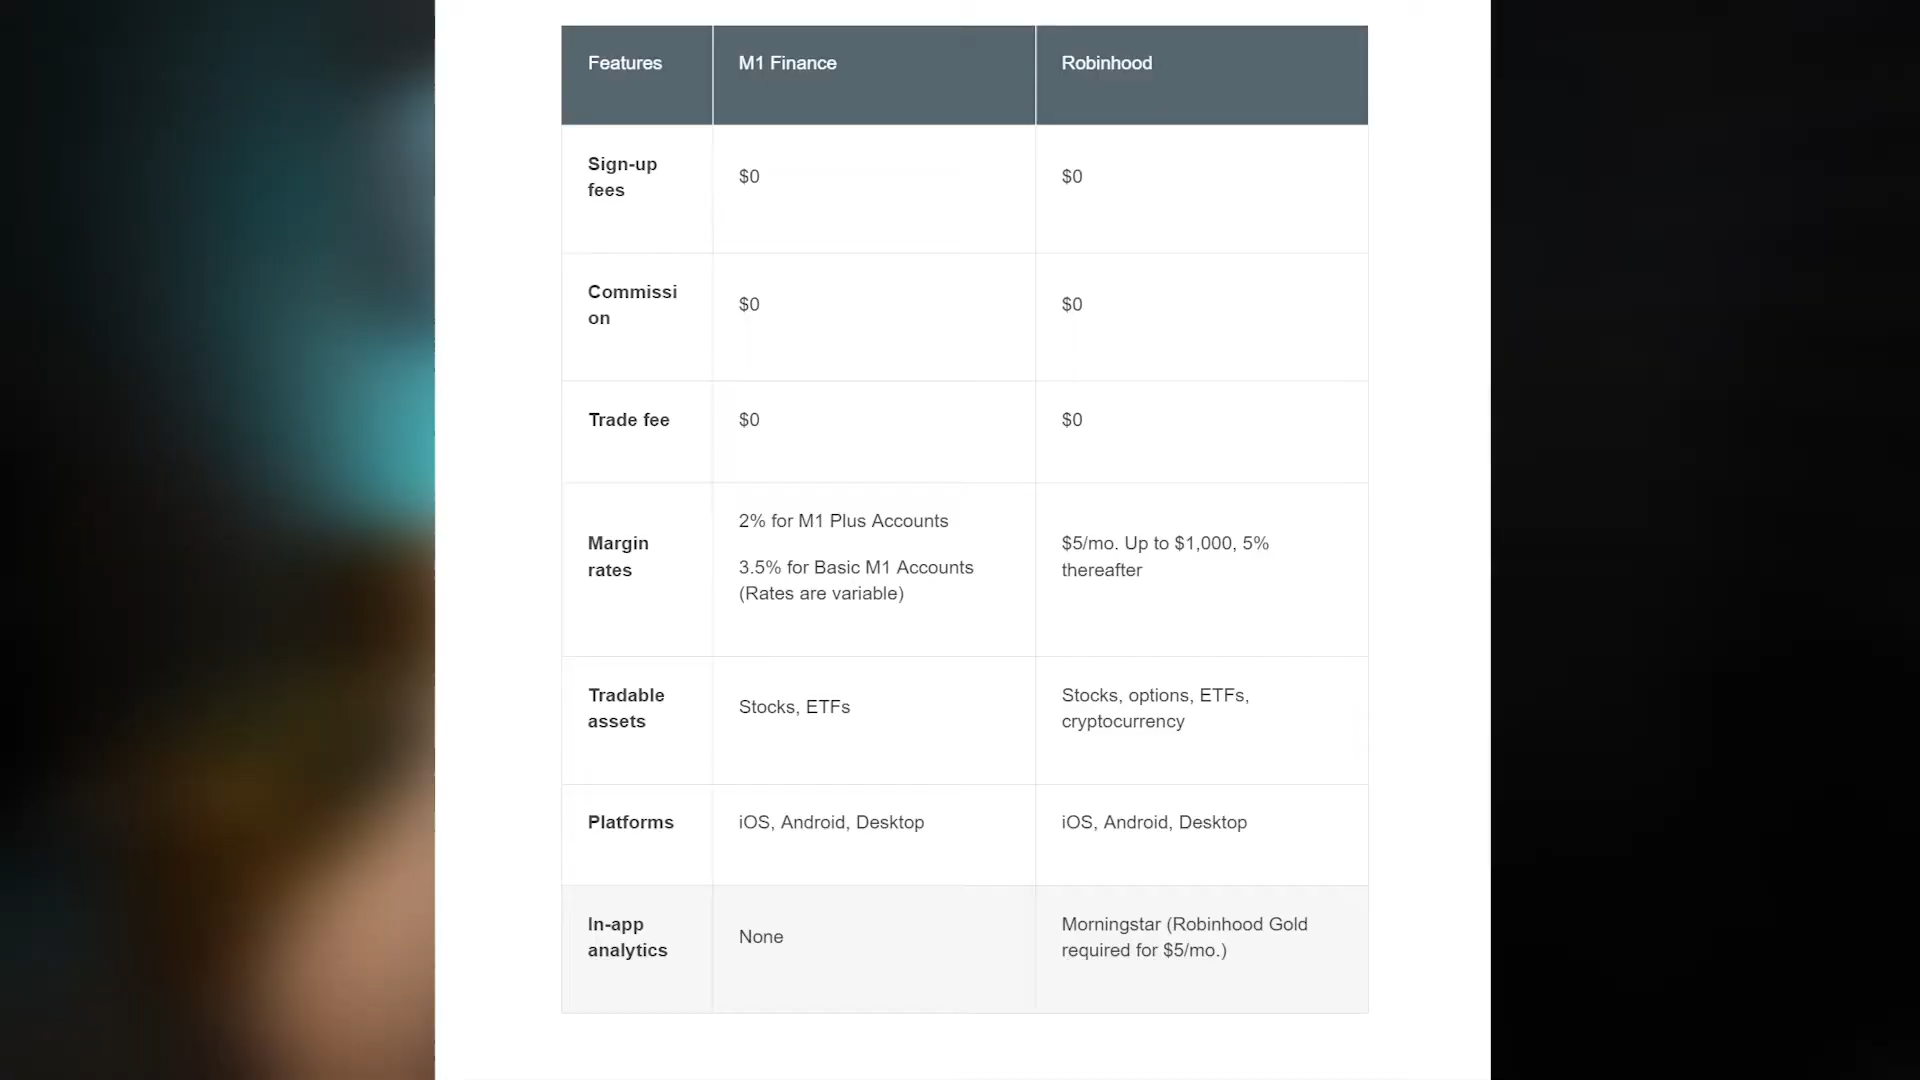 Features
M1 Finance
Robinhood
Sign-up
fees
$0
$0
Commissi
on
$0
$0
Trade fee
$0
$0
Margin
rates
2% for M1 Plus Accounts
3.5% for Basic M1 Accounts
(Rates are variable)
$5/mo. Up to $1,000, 5%
thereafter
Tradable
assets
Stocks, ETFs
Stocks, options, ETFs,
cryptocurrency
Platforms
iOS, Android, Desktop
iOS, Android, Desktop
In-app
analytics
None
Morningstar (Robinhood Gold
required for $5/mo.)